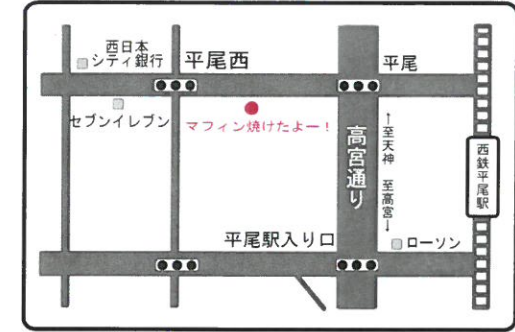 西日本
シティ銀行
平尾西
平尾
セブンイレブン
マフィン焼けたよー！
高宮通り
↑至天神
至高宮↓
西鉄平尾駅
平尾駅入り口
ローソン